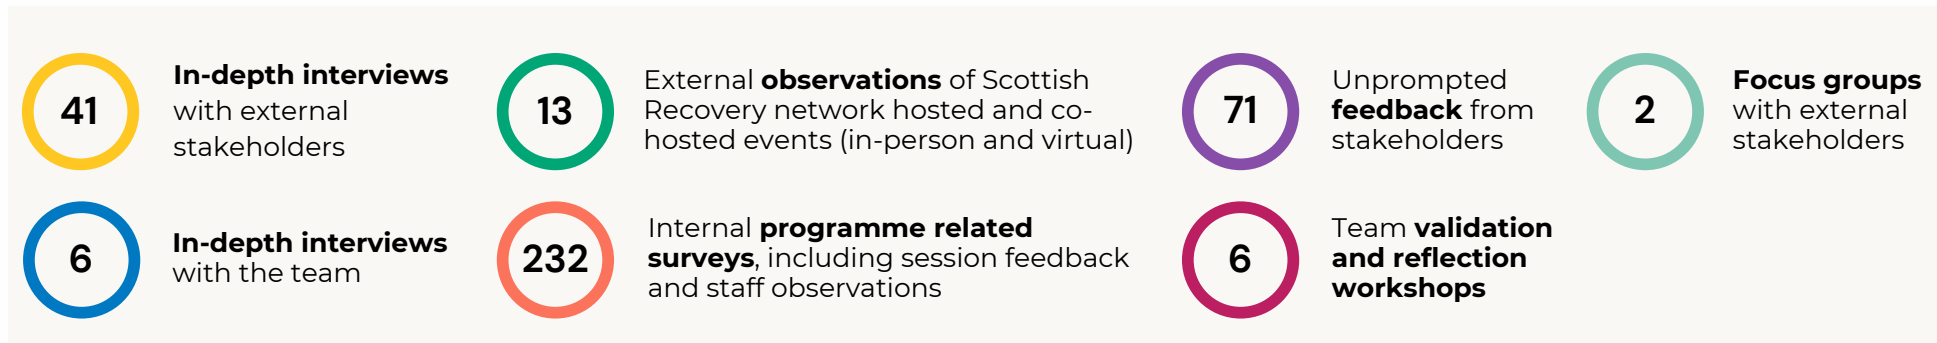 41
In-depth interviews
with external
stakeholders
13
External observations of Scottish
Recovery network hosted and co-
hosted events (in-person and virtual)
71
Unprompted
feedback from
stakeholders
2
Focus groups
with external
stakeholders
6
In-depth interviews
with the team
232
Internal programme related
surveys, including session feedback
and staff observations
6
Team validation
and reflection
workshops